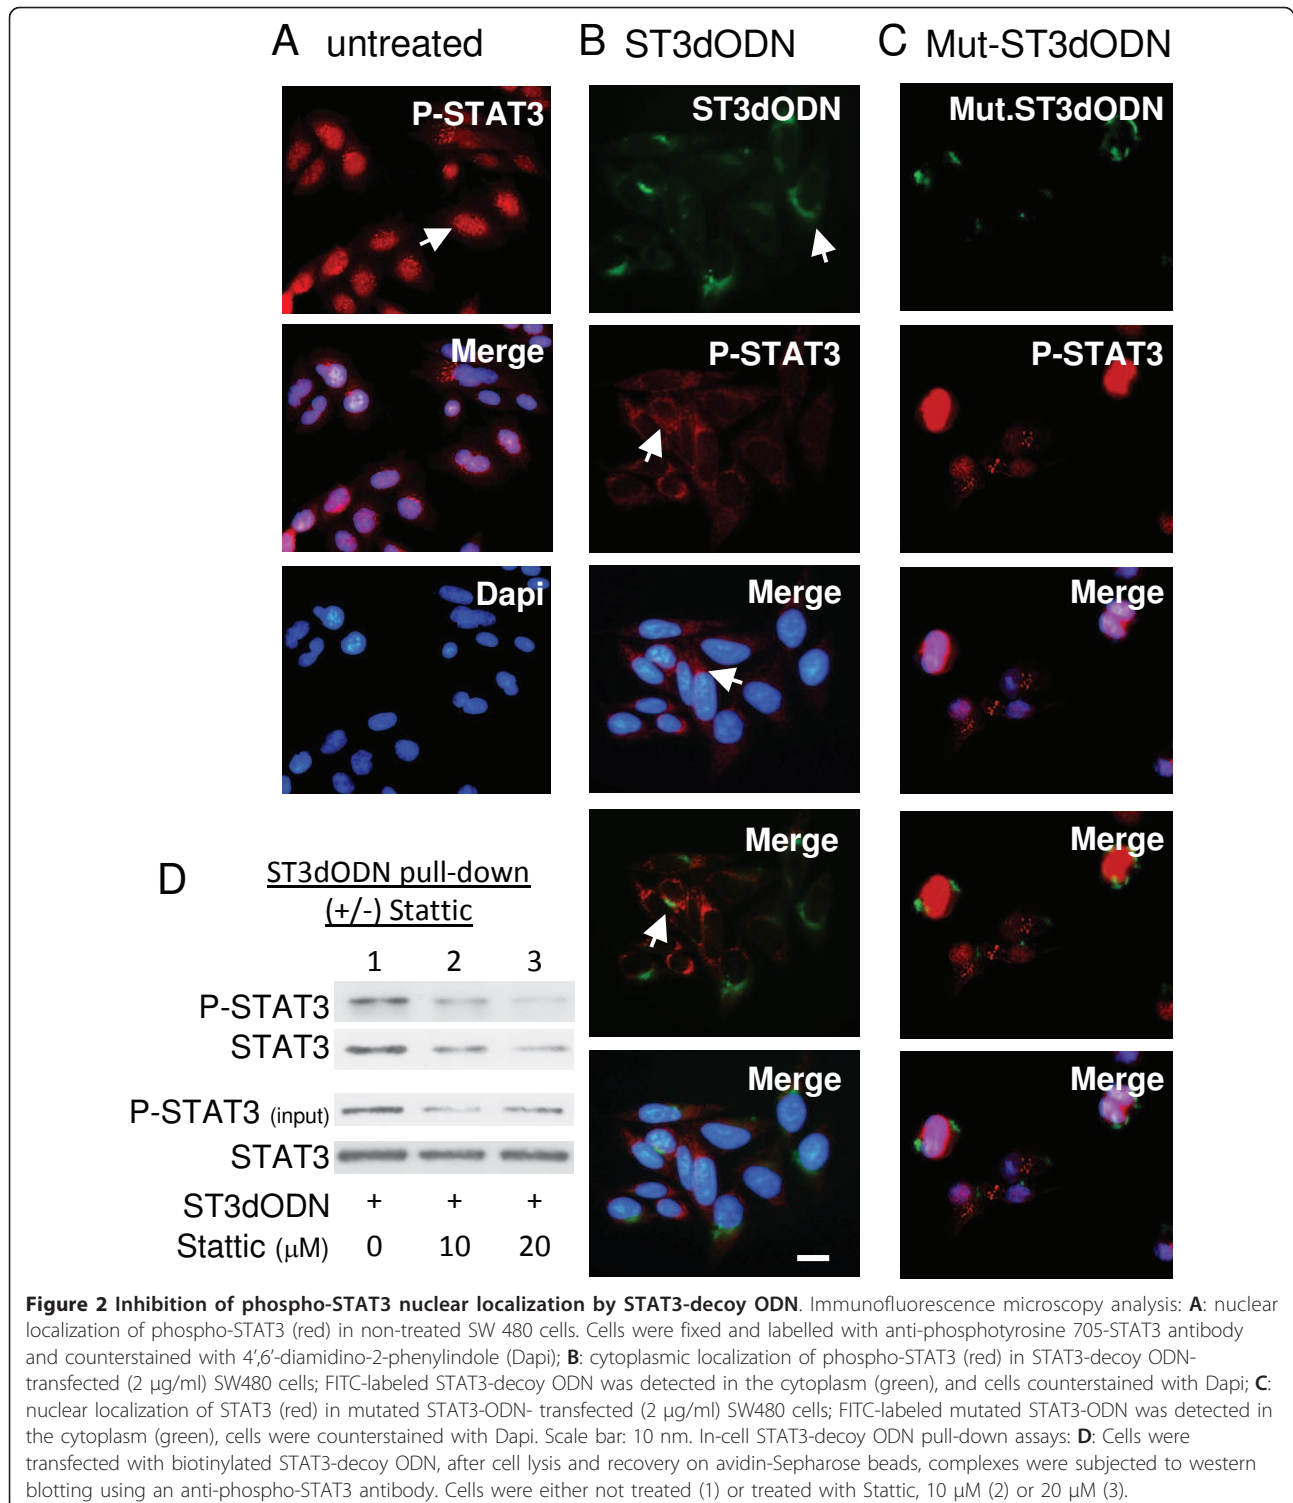 A untreated
B ST3dODN
C Mut-ST3dODN
P-STAT3
Merge
Dapi
ST3dODN
P-STAT3
Merge
Merge
Merge
Mut.ST3dODN
P-STAT3
Merge
Merge
Merge
D ST3dODN pull-down
(+/-) Stattic
1 2 3
P-STAT3
STAT3
P-STAT3 (input)
STAT3
ST3dODN + + +
Stattic (µM) 0 10 20
Figure 2 Inhibition of phospho-STAT3 nuclear localization by STAT3-decoy ODN. Immunofluorescence microscopy analysis: A: nuclear
localization of phospho-STAT3 (red) in non-treated SW 480 cells. Cells were fixed and labelled with anti-phosphotyrosine 705-STAT3 antibody
and counterstained with 4′,6′-diamidino-2-phenylindole (Dapi); B: cytoplasmic localization of phospho-STAT3 (red) in STAT3-decoy ODN-
transfected (2 µg/ml) SW480 cells; FITC-labeled STAT3-decoy ODN was detected in the cytoplasm (green), and cells counterstained with Dapi; C:
nuclear localization of STAT3 (red) in mutated STAT3-ODN- transfected (2 µg/ml) SW480 cells; FITC-labeled mutated STAT3-ODN was detected in
the cytoplasm (green), cells were counterstained with Dapi. Scale bar: 10 nm. In-cell STAT3-decoy ODN pull-down assays: D: Cells were
transfected with biotinylated STAT3-decoy ODN, after cell lysis and recovery on avidin-Sepharose beads, complexes were subjected to western
blotting using an anti-phospho-STAT3 antibody. Cells were either not treated (1) or treated with Stattic, 10 µM (2) or 20 µM (3).